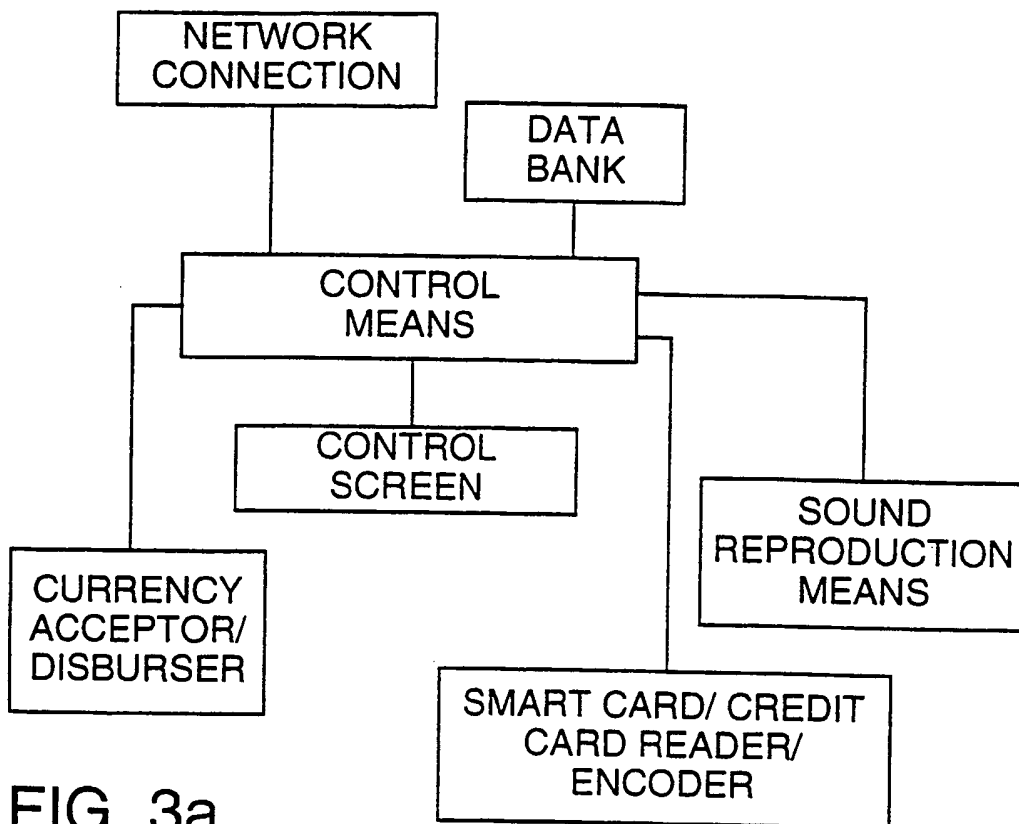 NETWORK
CONNECTION
DATA
BANK
CONTROL
MEANS
CONTROL
SCREEN
SOUND
REPRODUCTION
MEANS
CURRENCY
ACCEPTOR/
DISBURSER
SMART CARD/ CREDIT
CARD READER/
ENCODER
FIG. 3a